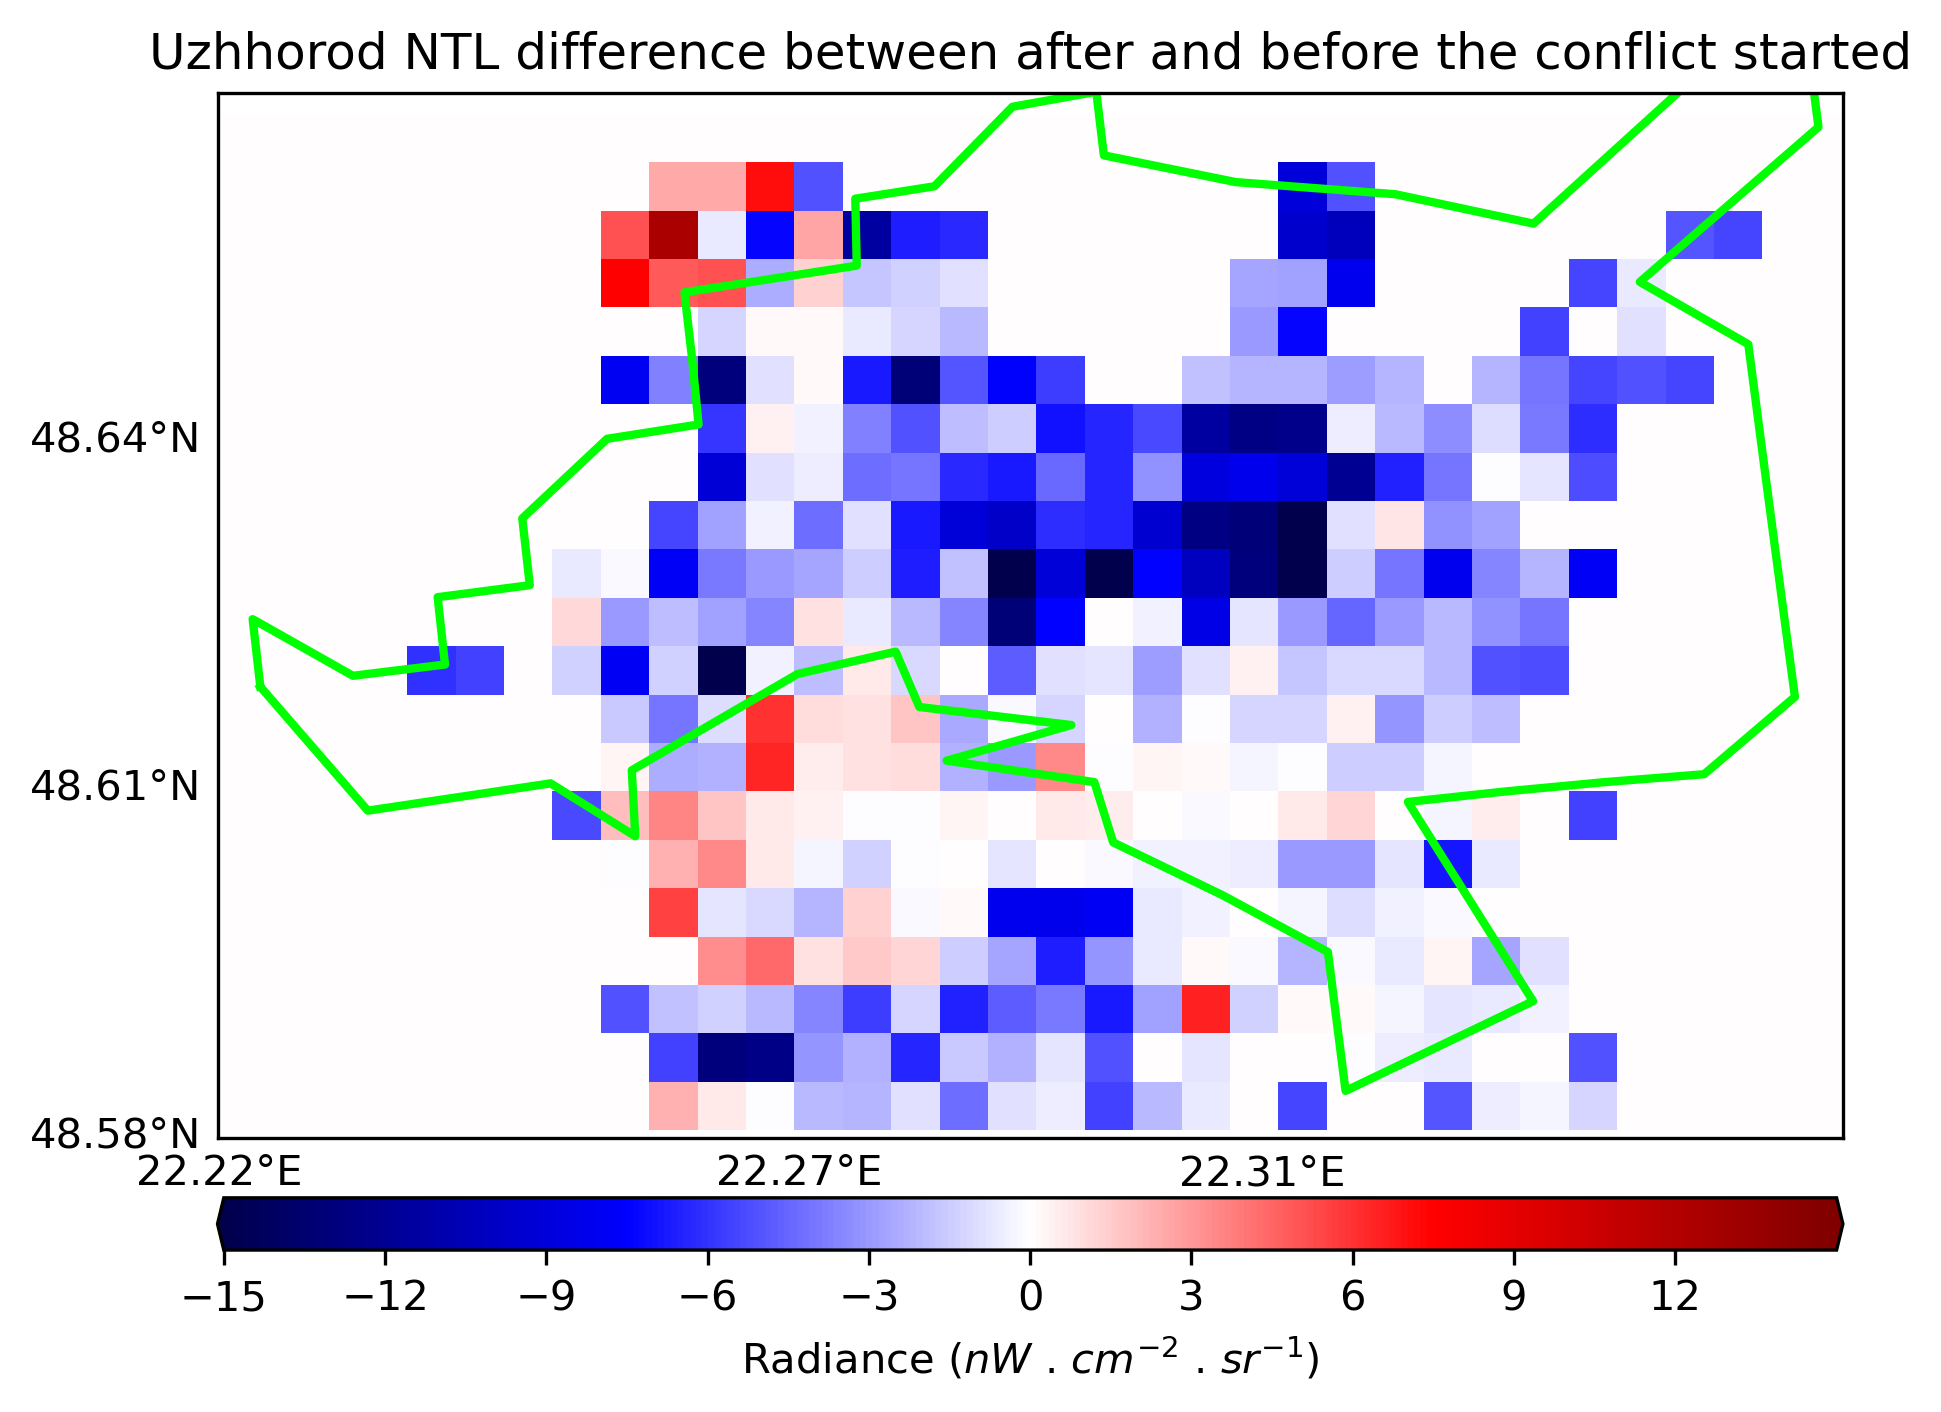 Uzhhorod NTL difference between after and before the conflict started
48.64°N
48.61°N
48.58°N
22.22°E 22.27°E 22.31°E
−15 −12 −9 −6 −3 0 3 6 9 12
Radiance (nW . cm⁻² . sr⁻¹)